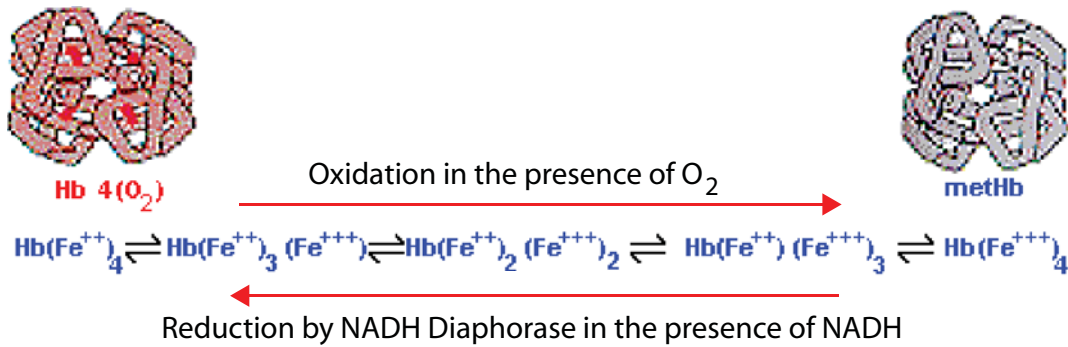 Hb 4(O₂)
Oxidation in the presence of O₂
metHb
Hb(Fe⁺⁺)₄ ⇌ Hb(Fe⁺⁺)₃ (Fe⁺⁺⁺) ⇌ Hb(Fe⁺⁺)₂ (Fe⁺⁺⁺)₂ ⇌ Hb(Fe⁺⁺) (Fe⁺⁺⁺)₃ ⇌ Hb(Fe⁺⁺⁺)₄
Reduction by NADH Diaphorase in the presence of NADH